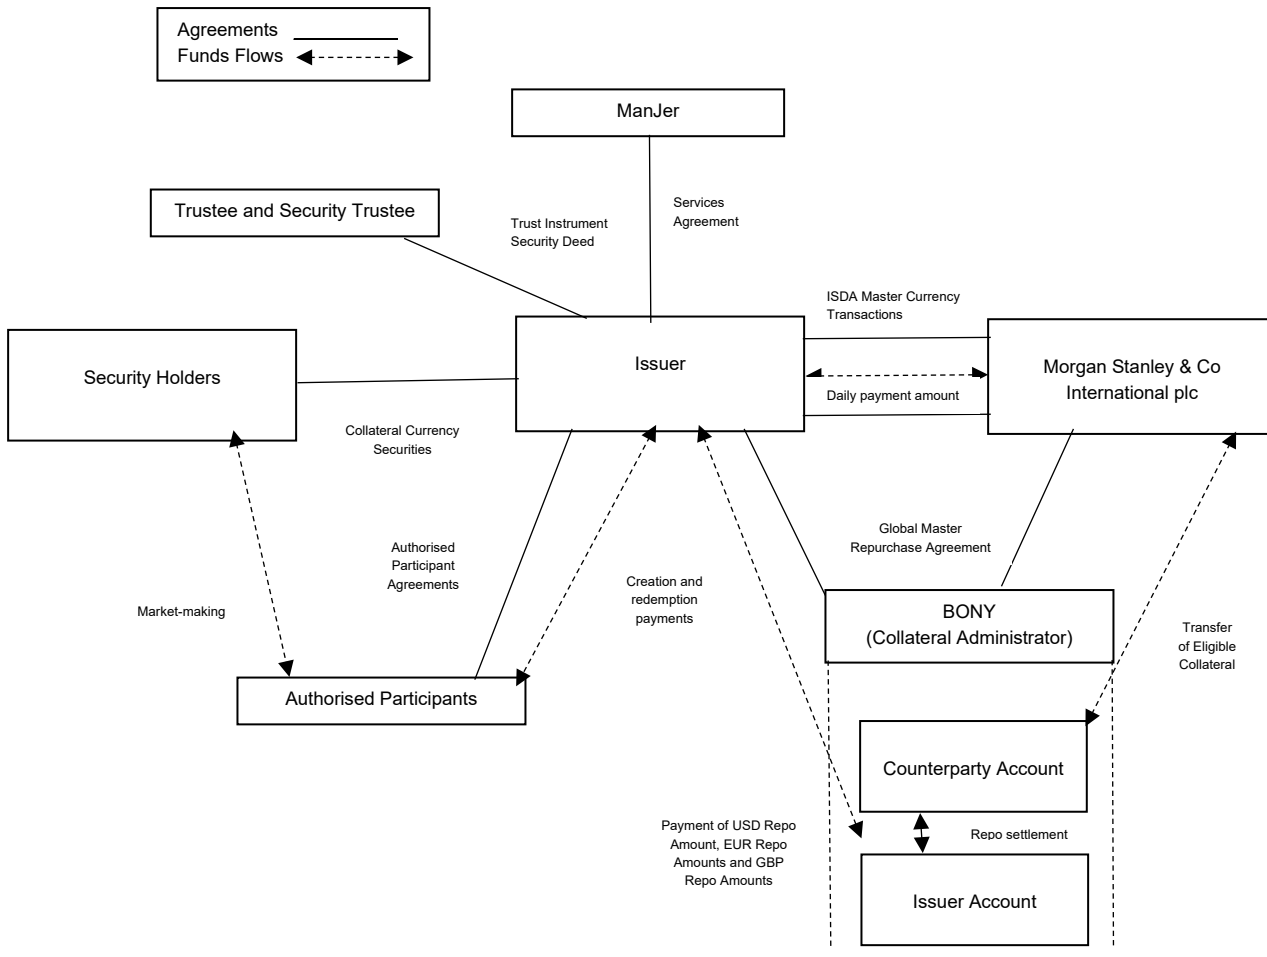 Agreements
Funds Flows
ManJer
Trustee and Security Trustee
Trust Instrument
Security Deed
Services
Agreement
ISDA Master Currency
Transactions
Security Holders
Issuer
Morgan Stanley & Co
International plc
Daily payment amount
Collateral Currency
Securities
Authorised
Participant
Agreements
Global Master
Repurchase Agreement
Creation and
redemption
payments
Market-making
BONY
(Collateral Administrator)
Transfer
of Eligible
Collateral
Authorised Participants
Counterparty Account
Payment of USD Repo
Amount, EUR Repo
Amounts and GBP
Repo Amounts
Repo settlement
Issuer Account